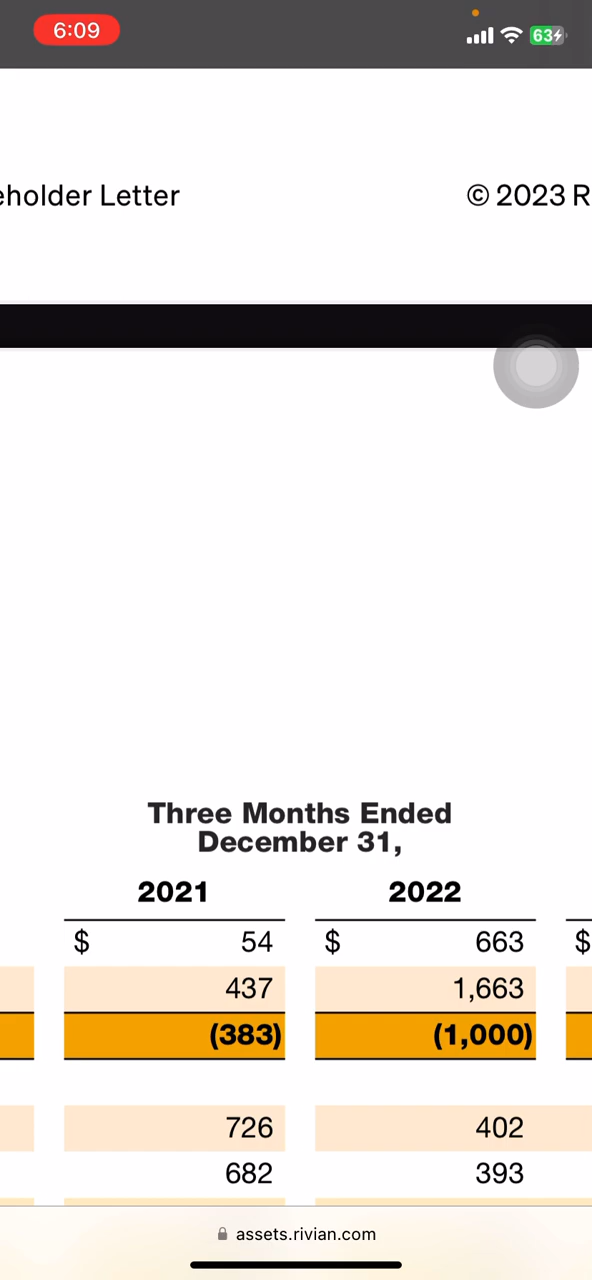 6:09
63
eholder Letter © 2023 R
Three Months Ended
December 31,
2021 2022
$ 54 $ 663 $
437 1,663
(383) (1,000)
726 402
682 393
assets.rivian.com